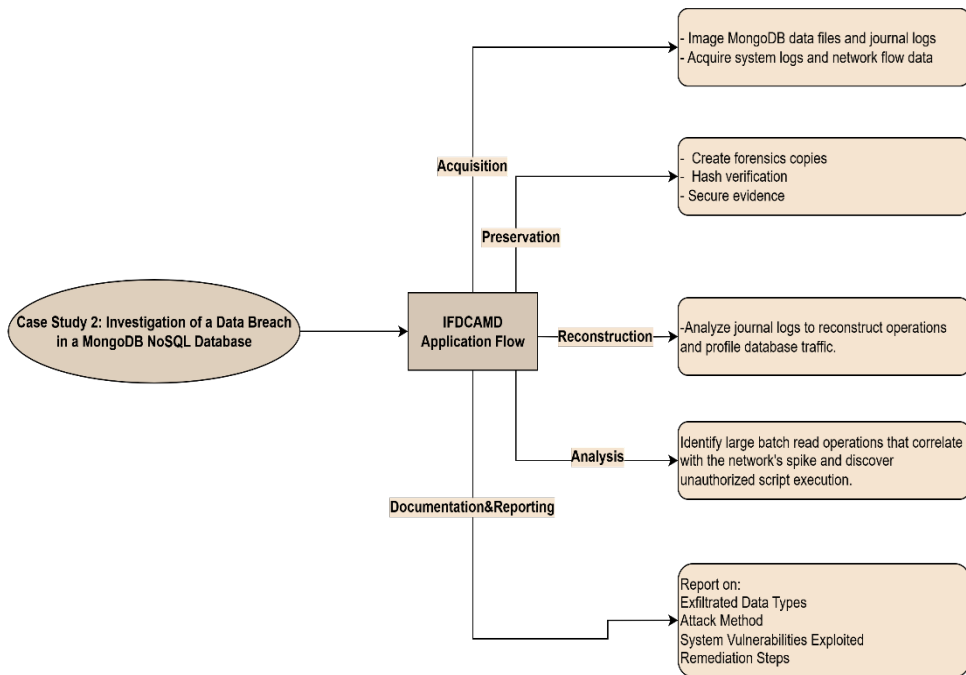 - Image MongoDB data files and journal logs
- Acquire system logs and network flow data
Acquisition
- Create forensics copies
- Hash verification
- Secure evidence
Preservation
Case Study 2: Investigation of a Data Breach
in a MongoDB NoSQL Database
IFDCAMD
Application Flow
Reconstruction
-Analyze journal logs to reconstruct operations
and profile database traffic.
Analysis
Identify large batch read operations that correlate
with the network's spike and discover
unauthorized script execution.
Documentation&Reporting
Report on:
Exfiltrated Data Types
Attack Method
System Vulnerabilities Exploited
Remediation Steps